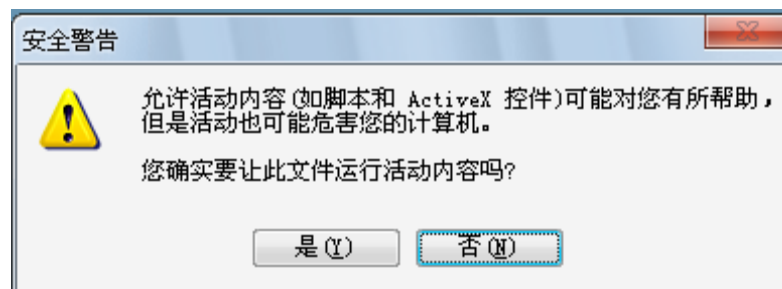 安全警告
允许活动内容(如脚本和 ActiveX 控件)可能对您有所帮助，
但是活动也可能危害您的计算机。
您确实要让此文件运行活动内容吗?
是(Y)
否(N)